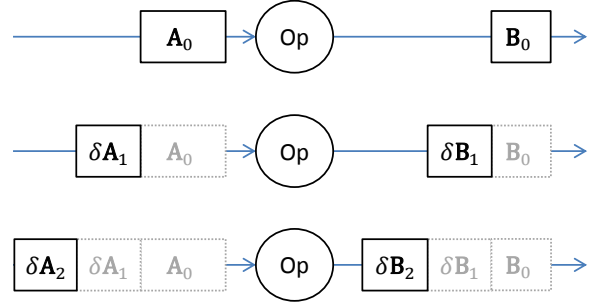 𝐀₀ Op 𝐁₀
δ𝐀₁ 𝐀₀ Op δ𝐁₁ 𝐁₀
δ𝐀₂ δ𝐀₁ 𝐀₀ Op δ𝐁₂ δ𝐁₁ 𝐁₀